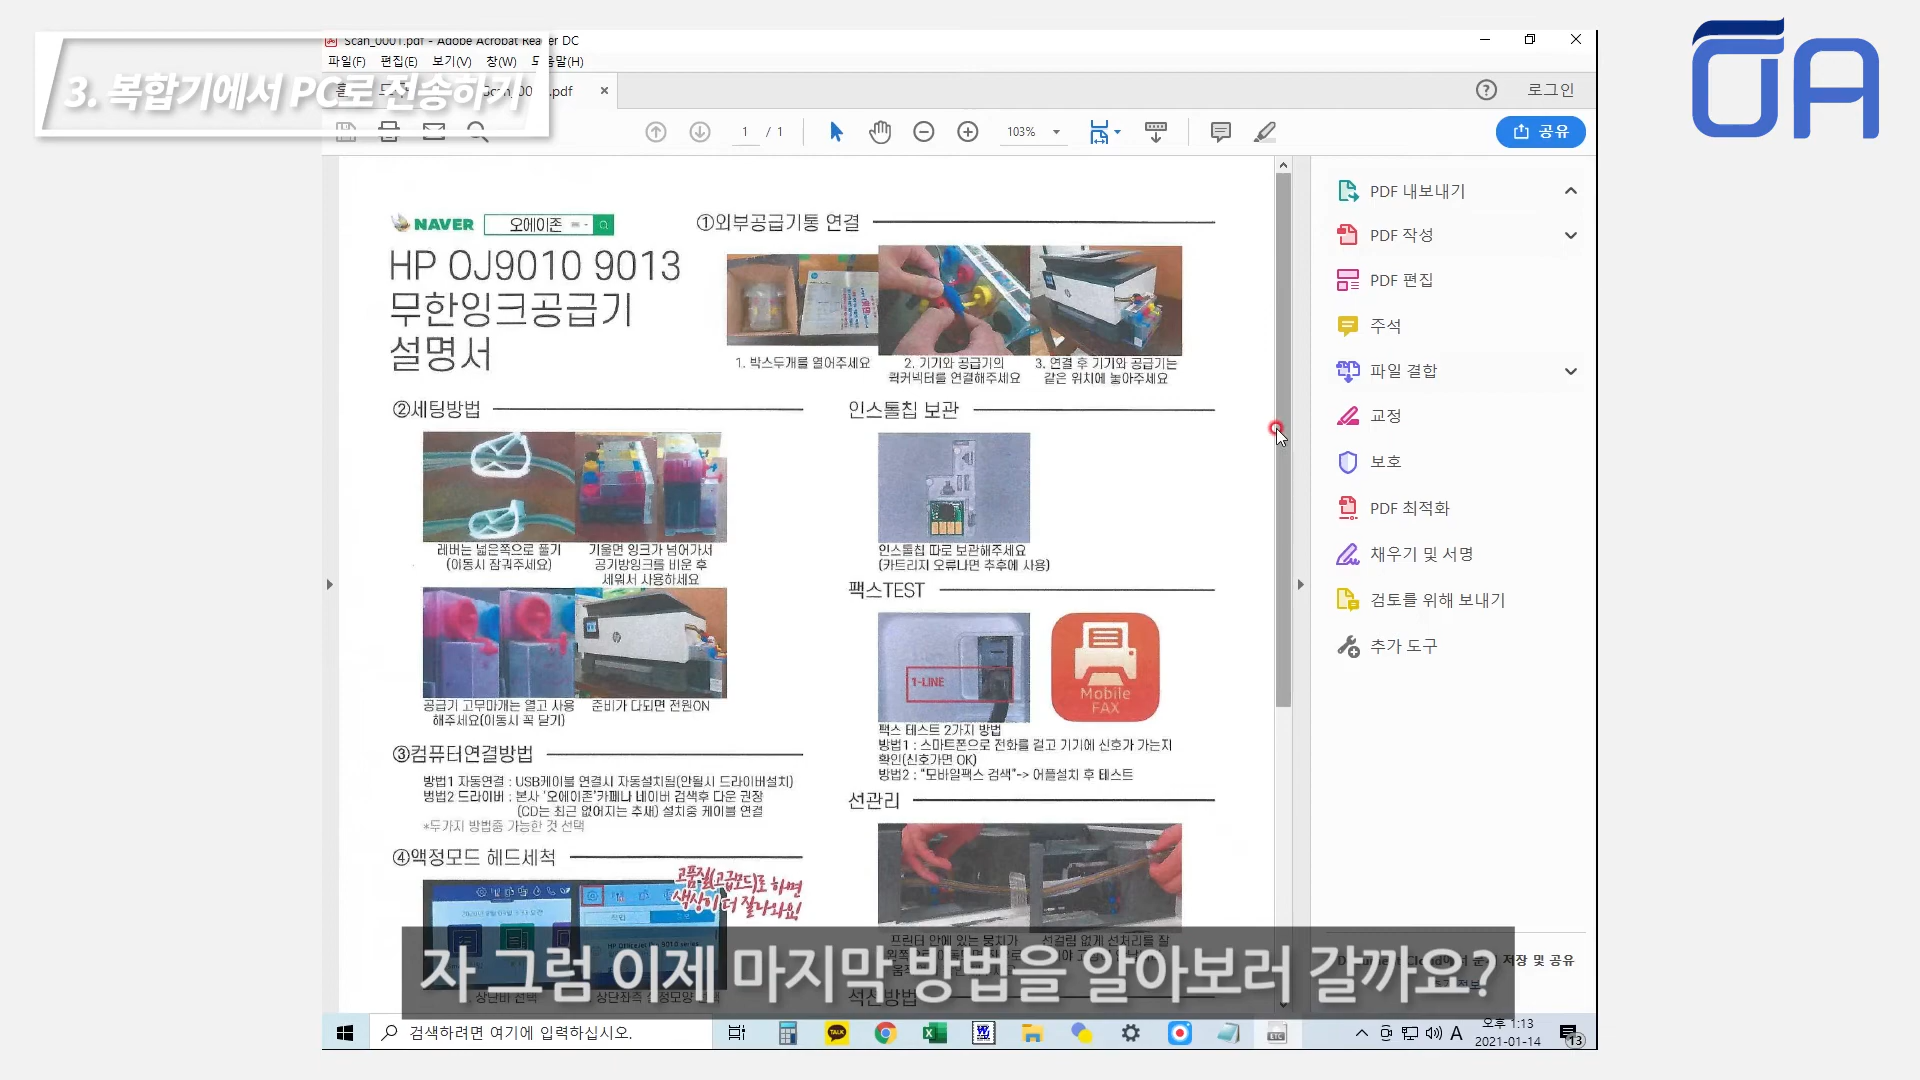 3. 복합기에서 PC로 전송하기
Scan_0001.pdf - Adobe Acrobat Reader DC
파일(F) 편집(E) 보기(V) 창(W) 도움말(H)
로그인
1 / 1
103%
공유
NAVER 오에이존
HP OJ9010 9013
무한잉크공급기
설명서
①외부공급기통 연결
1. 박스두개를 열어주세요
2. 기기와 공급기의
퀵커넥터를 연결해주세요
3. 연결 후 기기와 공급기는
같은 위치에 놓아주세요
②세팅방법
레버는 넓은쪽으로 풀기
(이동시 잠궈주세요)
기울면 잉크가 넘어가서
공기방잉크를 비운 후
세워서 사용하세요
공급기 고무마개는 열고 사용
해주세요(이동시 꼭 닫기)
준비가 다되면 전원ON
③컴퓨터연결방법
방법1 자동연결 : USB케이블 연결시 자동설치됨(안될시 드라이버설치)
방법2 드라이버 : 본사 '오에이존'카페나 네이버 검색후 다운 권장
(CD는 최근 없어지는 추세) 설치중 케이블 연결
*두가지 방법중 가능한 것 선택
④액정모드 헤드세척
고품질(고급모드)로 하면
색상이 더 잘나와요!
인스톨칩 보관
인스톨칩 따로 보관해주세요
(카트리지 오류나면 추후에 사용)
팩스TEST
1-LINE
Mobile
FAX
팩스 테스트 2가지 방법
방법1 : 스마트폰으로 전화를 걸고 기기에 신호가 가는지
확인(신호가면 OK)
방법2 : "모바일팩스 검색"-> 어플설치 후 테스트
선관리
PDF 내보내기
PDF 작성
PDF 편집
주석
파일 결합
교정
보호
PDF 최적화
채우기 및 서명
검토를 위해 보내기
추가 도구
저장 및 공유
자 그럼 이제 마지막 방법을 알아보러 갈까요?
검색하려면 여기에 입력하십시오.
TALK
A
오후 1:13
2021-01-14
13
OA